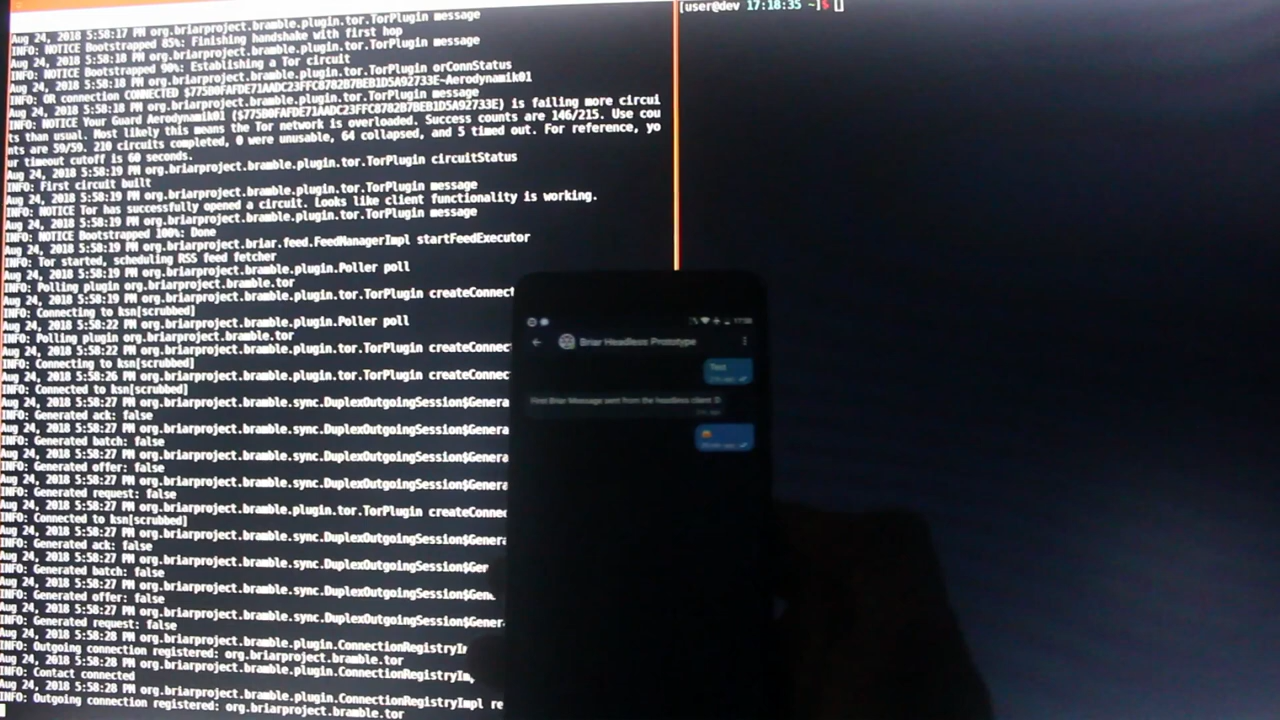 Aug 24, 2018 5:58:17 PM org.briarproject.bramble.plugin.tor.TorPlugin message
INFO: NOTICE Bootstrapped 85%: Finishing handshake with first hop
Aug 24, 2018 5:58:18 PM org.briarproject.bramble.plugin.tor.TorPlugin message
INFO: NOTICE Bootstrapped 90%: Establishing a Tor circuit
Aug 24, 2018 5:58:18 PM org.briarproject.bramble.plugin.tor.TorPlugin orConnStatus
INFO: OR connection CONNECTED $775B0FAFDE71AADC23FFC8782B7BEB1D5A92733E~Aerodynamik01
Aug 24, 2018 5:58:18 PM org.briarproject.bramble.plugin.tor.TorPlugin message
INFO: NOTICE Your Guard Aerodynamik01 ($775B0FAFDE71AADC23FFC8782B7BEB1D5A92733E) is failing more circui
ts than usual. Most likely this means the Tor network is overloaded. Success counts are 146/215. Use cou
nts are 59/59. 210 circuits completed, 0 were unusable, 64 collapsed, and 5 timed out. For reference, yo
ur timeout cutoff is 60 seconds.
Aug 24, 2018 5:58:19 PM org.briarproject.bramble.plugin.tor.TorPlugin circuitStatus
INFO: First circuit built
Aug 24, 2018 5:58:19 PM org.briarproject.bramble.plugin.tor.TorPlugin message
INFO: NOTICE Tor has successfully opened a circuit. Looks like client functionality is working.
Aug 24, 2018 5:58:19 PM org.briarproject.bramble.plugin.tor.TorPlugin message
INFO: NOTICE Bootstrapped 100%: Done
Aug 24, 2018 5:58:19 PM org.briarproject.briar.feed.FeedManagerImpl startFeedExecutor
INFO: Tor started, scheduling RSS feed fetcher
Aug 24, 2018 5:58:19 PM org.briarproject.bramble.plugin.Poller poll
INFO: Polling plugin org.briarproject.bramble.tor
Aug 24, 2018 5:58:19 PM org.briarproject.bramble.plugin.tor.TorPlugin createConnect
INFO: Connecting to ksn[scrubbed]
Aug 24, 2018 5:58:22 PM org.briarproject.bramble.plugin.Poller poll
INFO: Polling plugin org.briarproject.bramble.tor
Aug 24, 2018 5:58:22 PM org.briarproject.bramble.plugin.tor.TorPlugin createConnec
INFO: Connecting to ksn[scrubbed]
Aug 24, 2018 5:58:26 PM org.briarproject.bramble.plugin.tor.TorPlugin createConnec
INFO: Connected to ksn[scrubbed]
Aug 24, 2018 5:58:27 PM org.briarproject.bramble.sync.DuplexOutgoingSession$Genera
INFO: Generated ack: false
Aug 24, 2018 5:58:27 PM org.briarproject.bramble.sync.DuplexOutgoingSession$Genera
INFO: Generated batch: false
Aug 24, 2018 5:58:27 PM org.briarproject.bramble.sync.DuplexOutgoingSession$Genera
INFO: Generated offer: false
Aug 24, 2018 5:58:27 PM org.briarproject.bramble.sync.DuplexOutgoingSession$Genera
INFO: Generated request: false
Aug 24, 2018 5:58:27 PM org.briarproject.bramble.plugin.tor.TorPlugin createConnec
INFO: Connected to ksn[scrubbed]
Aug 24, 2018 5:58:27 PM org.briarproject.bramble.sync.DuplexOutgoingSession$Genera
INFO: Generated ack: false
Aug 24, 2018 5:58:27 PM org.briarproject.bramble.sync.DuplexOutgoingSession$Gener
INFO: Generated batch: false
Aug 24, 2018 5:58:27 PM org.briarproject.bramble.sync.DuplexOutgoingSession$Gene
INFO: Generated offer: false
Aug 24, 2018 5:58:27 PM org.briarproject.bramble.sync.DuplexOutgoingSession$Genera
INFO: Generated request: false
Aug 24, 2018 5:58:28 PM org.briarproject.bramble.plugin.ConnectionRegistryI
INFO: Outgoing connection registered: org.briarproject.bramble.tor
Aug 24, 2018 5:58:28 PM org.briarproject.bramble.plugin.ConnectionRegistryIm
INFO: Contact connected
Aug 24, 2018 5:58:28 PM org.briarproject.bramble.plugin.ConnectionRegistryImpl re
INFO: Outgoing connection registered: org.briarproject.bramble.tor
[user@dev 17:18:35 ~]$
Briar Headless Prototype
Test
First Briar Message sent from the headless client :D